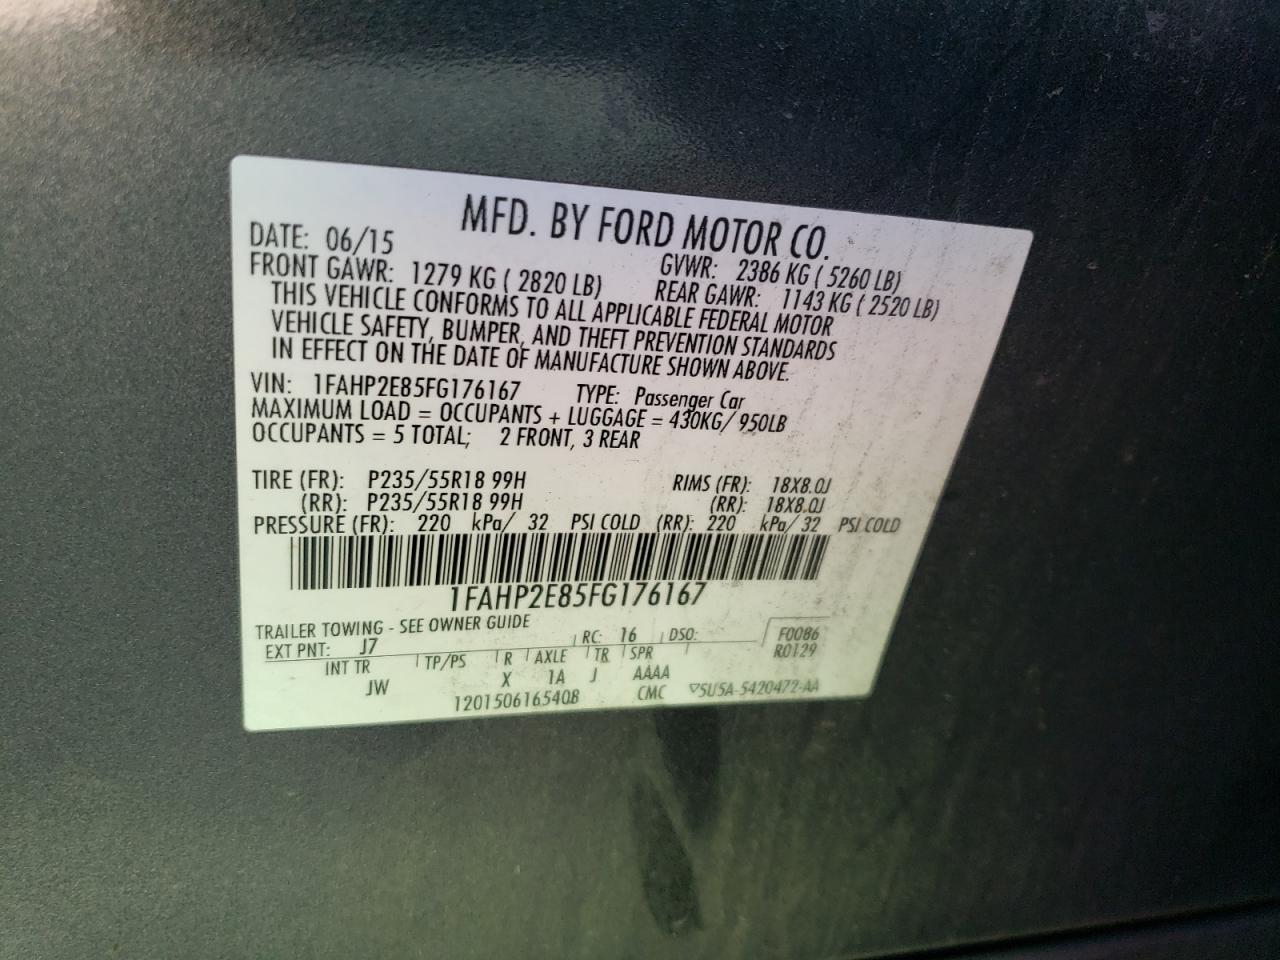 MFD. BY FORD MOTOR CO.
DATE: 06/15 GVWR: 2386 KG ( 5260 LB)
FRONT GAWR: 1279 KG ( 2820 LB) REAR GAWR: 1143 KG ( 2520 LB)
THIS VEHICLE CONFORMS TO ALL APPLICABLE FEDERAL MOTOR
VEHICLE SAFETY, BUMPER, AND THEFT PREVENTION STANDARDS
IN EFFECT ON THE DATE OF MANUFACTURE SHOWN ABOVE.
VIN: 1FAHP2E85FG176167 TYPE: Passenger Car
MAXIMUM LOAD = OCCUPANTS + LUGGAGE = 430KG/ 950LB
OCCUPANTS = 5 TOTAL; 2 FRONT, 3 REAR
TIRE (FR): P235/55R18 99H RIMS (FR): 18X8.0J
(RR): P235/55R18 99H (RR): 18X8.0J
PRESSURE (FR): 220 kPa/ 32 PSI COLD (RR): 220 kPa/ 32 PSI COLD
1FAHP2E85FG176167
TRAILER TOWING - SEE OWNER GUIDE
EXT PNT: J7 RC: 16 DSO: F0086
R0129
INT TR TP/PS R AXLE TR SPR
JW X 1A J AAAA
12015061654OB CMC ▽5U5A-5420472-AA